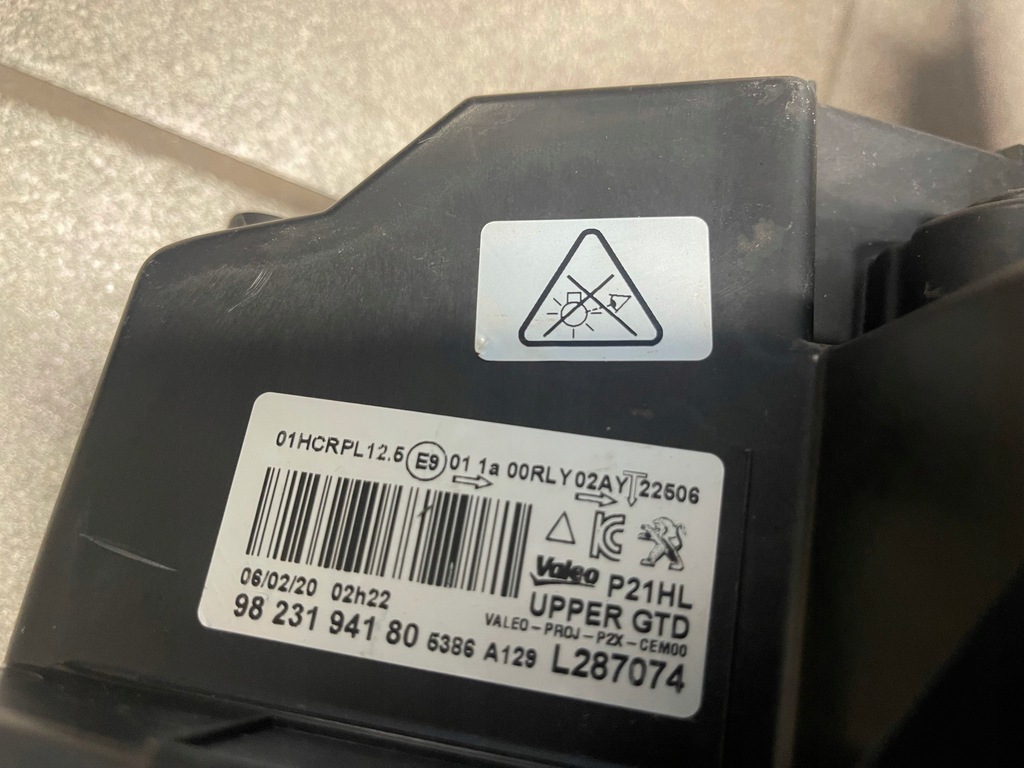 01HCRPL12.5 E9 01 1a 00RLY 02AY 22506
06/02/20 02h22
Valeo P21HL
UPPER GTD
VALEO-PROJ-P2X-CEM00
98 231 941 80 5386 A129 L287074